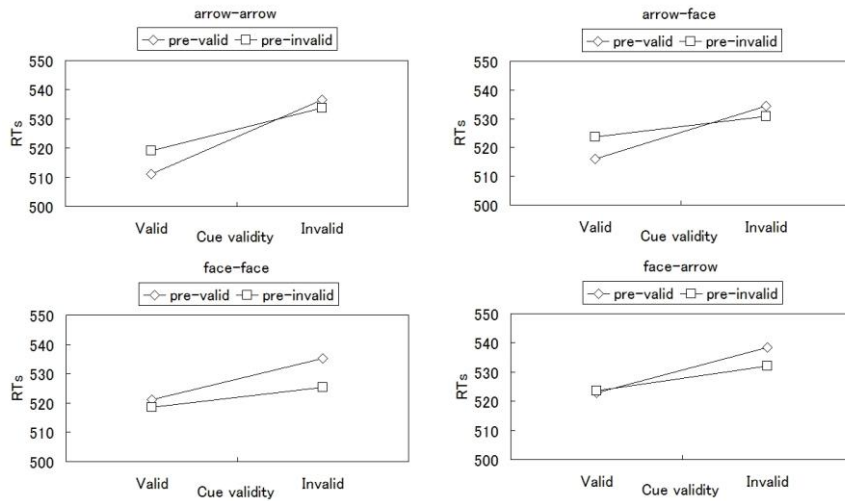 arrow-arrow
pre-valid pre-invalid
RTs
550
540
530
520
510
500
Valid Invalid
Cue validity
arrow-face
pre-valid pre-invalid
RTs
550
540
530
520
510
500
Valid Invalid
Cue validity
face-face
pre-valid pre-invalid
RTs
550
540
530
520
510
500
Valid Invalid
Cue validity
face-arrow
pre-valid pre-invalid
RTs
550
540
530
520
510
500
Valid Invalid
Cue validity